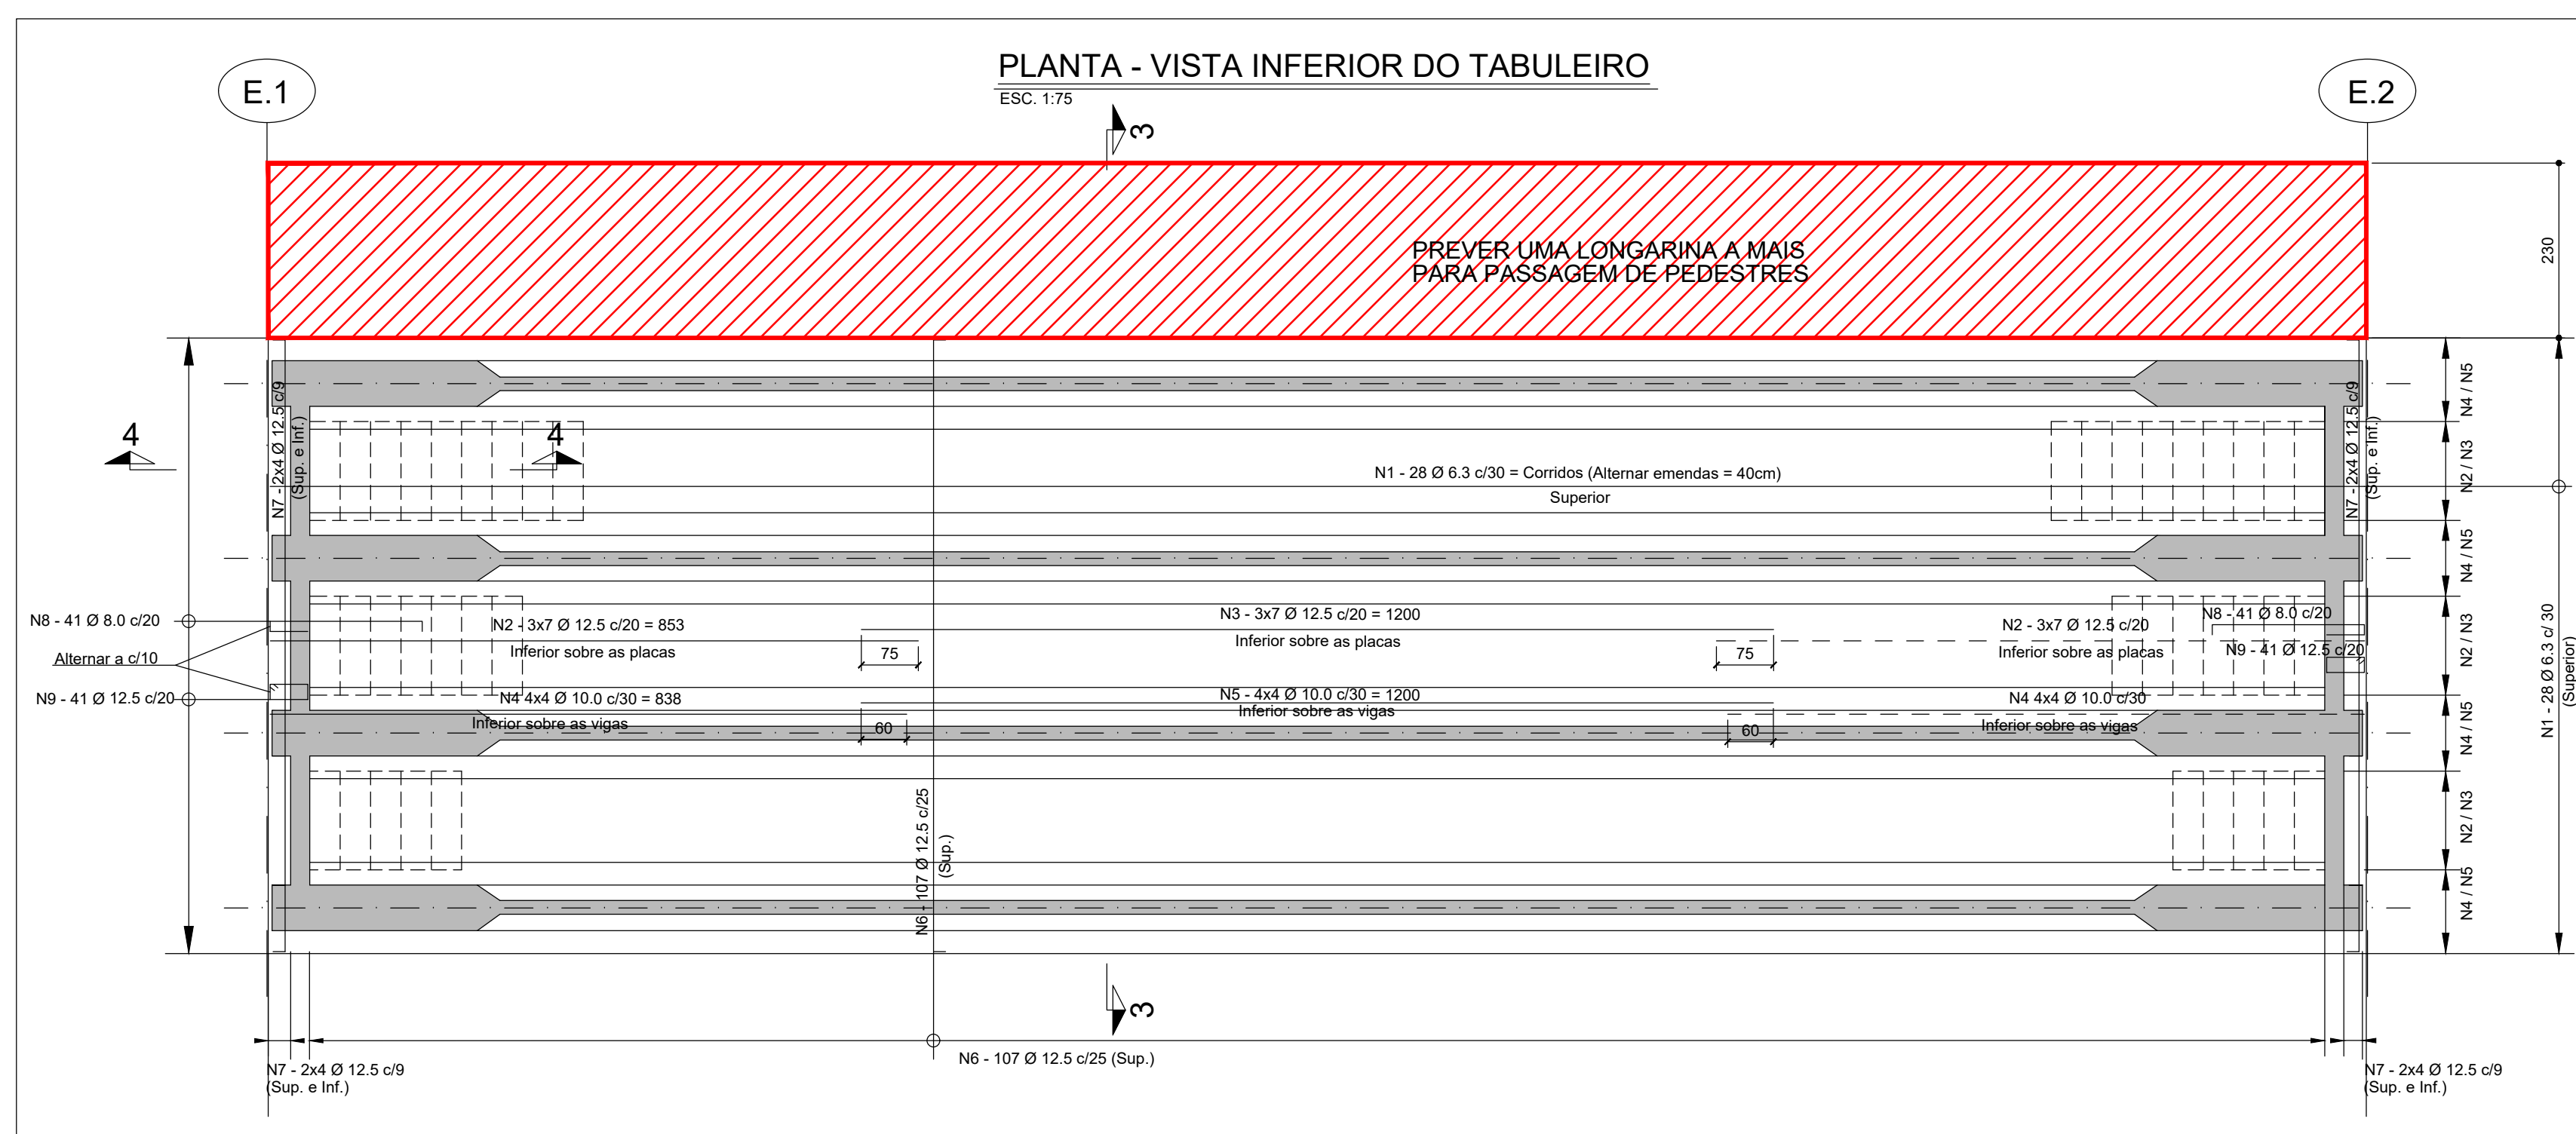 PLANTA - VISTA INFERIOR DO TABULEIRO
ESC. 1:75
E.1
E.2
3
PREVER UMA LONGARINA A MAIS
PARA PASSAGEM DE PEDESTRES
230
N4 / N5
N2 / N3
N4 / N5
N2 / N3
N4 / N5
N2 / N3
N4 / N5
N1 - 28 Ø 6.3 c/ 30
(Superior)
4
4
N7 - 2x4 Ø 12.5 c/9
(Sup. e Inf.)
N7 - 2x4 Ø 12.5 c/9
(Sup. e Inf.)
N1 - 28 Ø 6.3 c/30 = Corridos (Alternar emendas = 40cm)
Superior
N8 - 41 Ø 8.0 c/20
Alternar a c/10
N9 - 41 Ø 12.5 c/20
N2 - 3x7 Ø 12.5 c/20 = 853
Inferior sobre as placas
N3 - 3x7 Ø 12.5 c/20 = 1200
Inferior sobre as placas
75
75
N2 - 3x7 Ø 12.5 c/20
Inferior sobre as placas
N8 - 41 Ø 8.0 c/20
N9 - 41 Ø 12.5 c/20
N4 4x4 Ø 10.0 c/30 = 838
Inferior sobre as vigas
N5 - 4x4 Ø 10.0 c/30 = 1200
Inferior sobre as vigas
60
60
N4 4x4 Ø 10.0 c/30
Inferior sobre as vigas
N6 - 107 Ø 12.5 c/25
(Sup.)
3
N6 - 107 Ø 12.5 c/25 (Sup.)
N7 - 2x4 Ø 12.5 c/9
(Sup. e Inf.)
N7 - 2x4 Ø 12.5 c/9
(Sup. e Inf.)